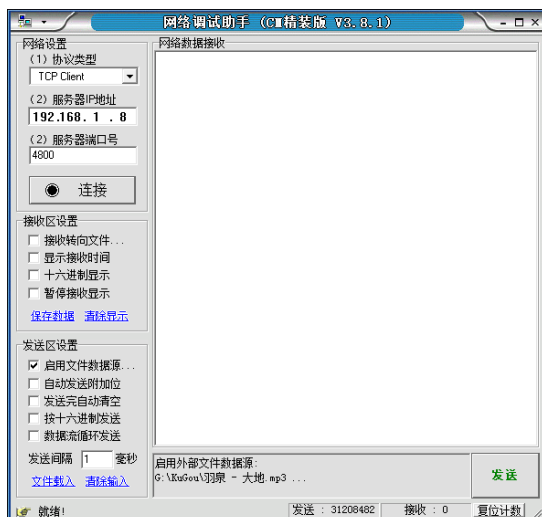 网络调试助手 (CM精装版 V3.8.1)
网络设置
(1) 协议类型
TCP Client
(2) 服务器IP地址
192.168. 1 . 8
(2) 服务器端口号
4800
连接
接收区设置
接收转向文件...
显示接收时间
十六进制显示
暂停接收显示
保存数据 清除显示
发送区设置
启用文件数据源...
自动发送附加位
发送完自动清空
按十六进制发送
数据流循环发送
发送间隔 1 毫秒
文件载入 清除输入
网络数据接收
启用外部文件数据源:
G:\KuGou\羽泉 - 大地.mp3 ...
发送
就绪!
发送 : 31208482
接收 : 0
复位计数